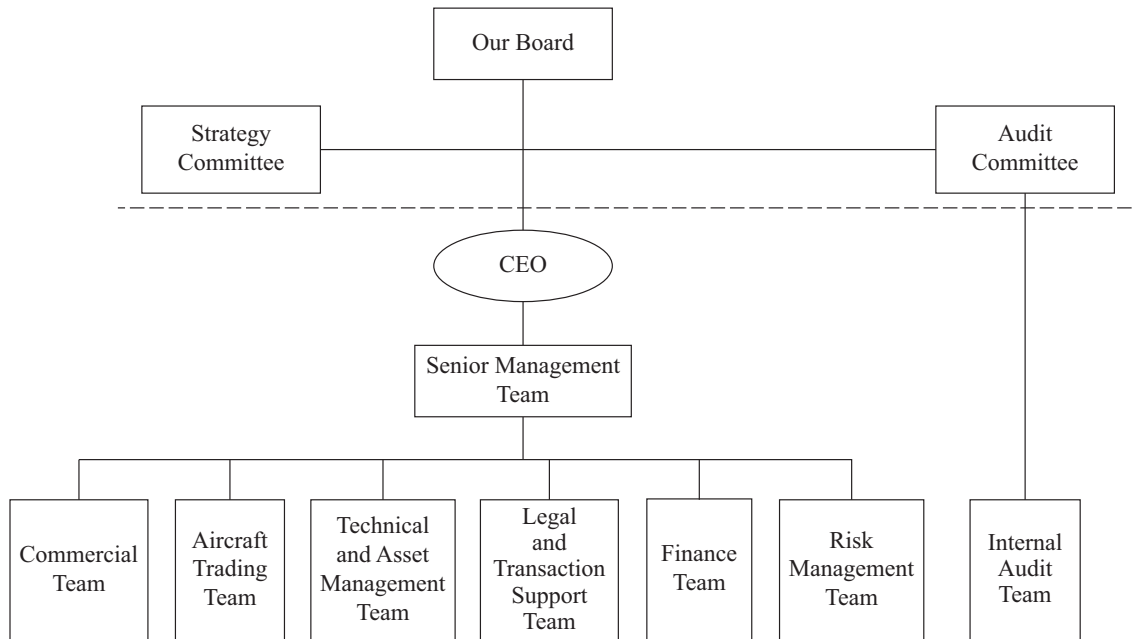 Our Board
Strategy
Committee
Audit
Committee
CEO
Senior Management
Team
Commercial
Team
Aircraft
Trading
Team
Technical
and Asset
Management
Team
Legal
and
Transaction
Support
Team
Finance
Team
Risk
Management
Team
Internal
Audit
Team